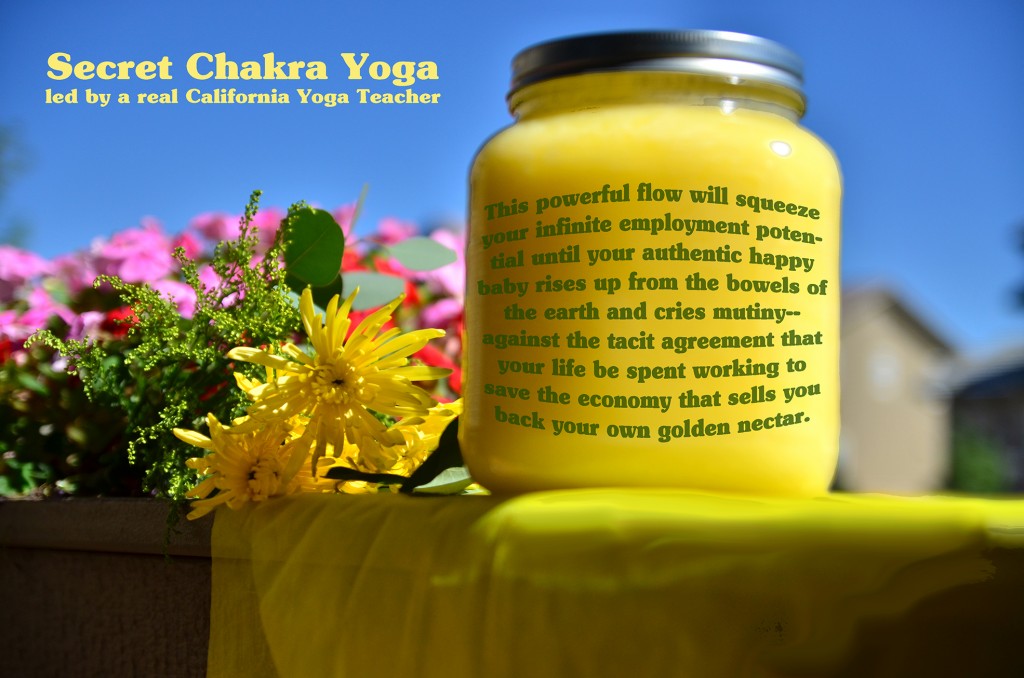 Secret Chakra Yoga
led by a real California Yoga Teacher
This powerful flow will squeeze
your infinite employment poten-
tial until your authentic happy
baby rises up from the bowels of
the earth and cries mutiny--
against the tacit agreement that
your life be spent working to
save the economy that sells you
back your own golden nectar.